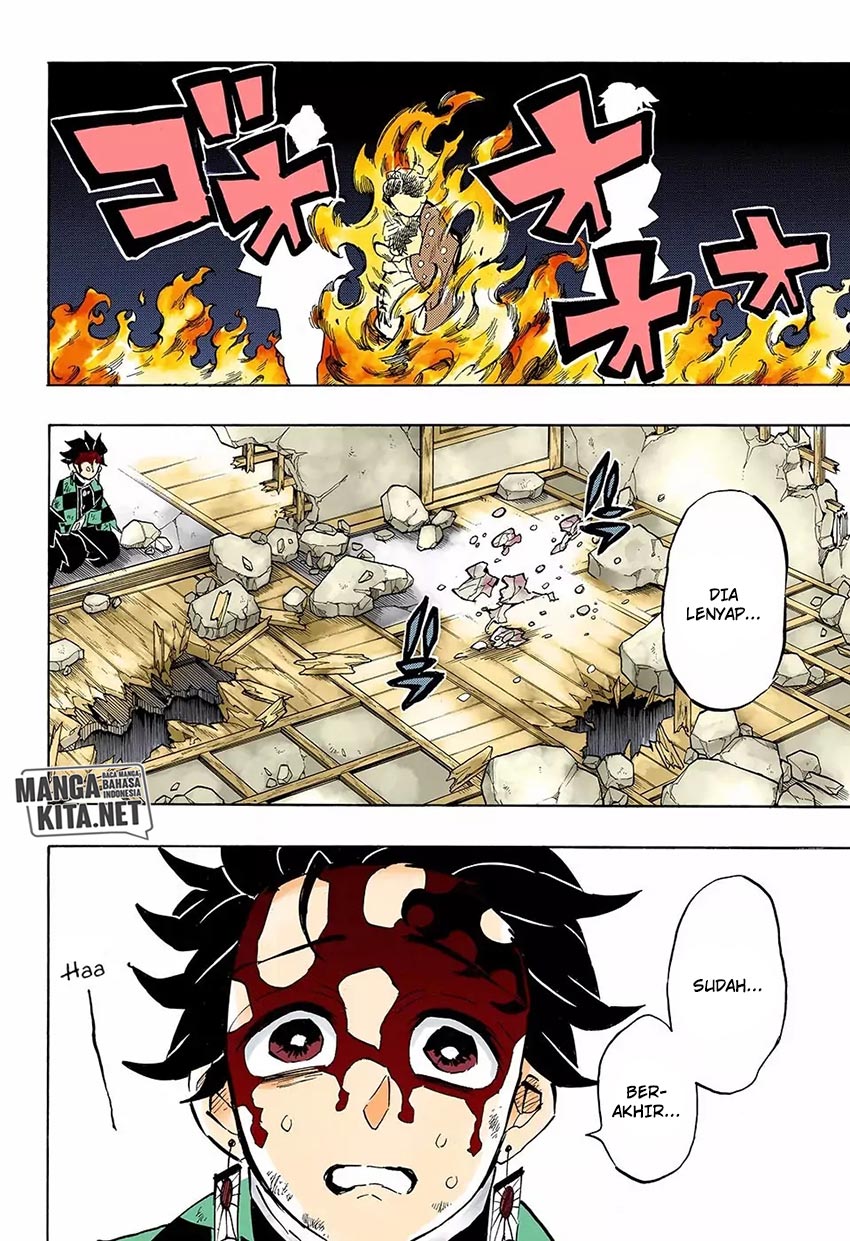 ゴオオオオ
DIA
LENYAP...
MANGA
KITA.NET
BACA MANGA
BAHASA
INDONESIA
Haa
SUDAH...
BER-
AKHIR...